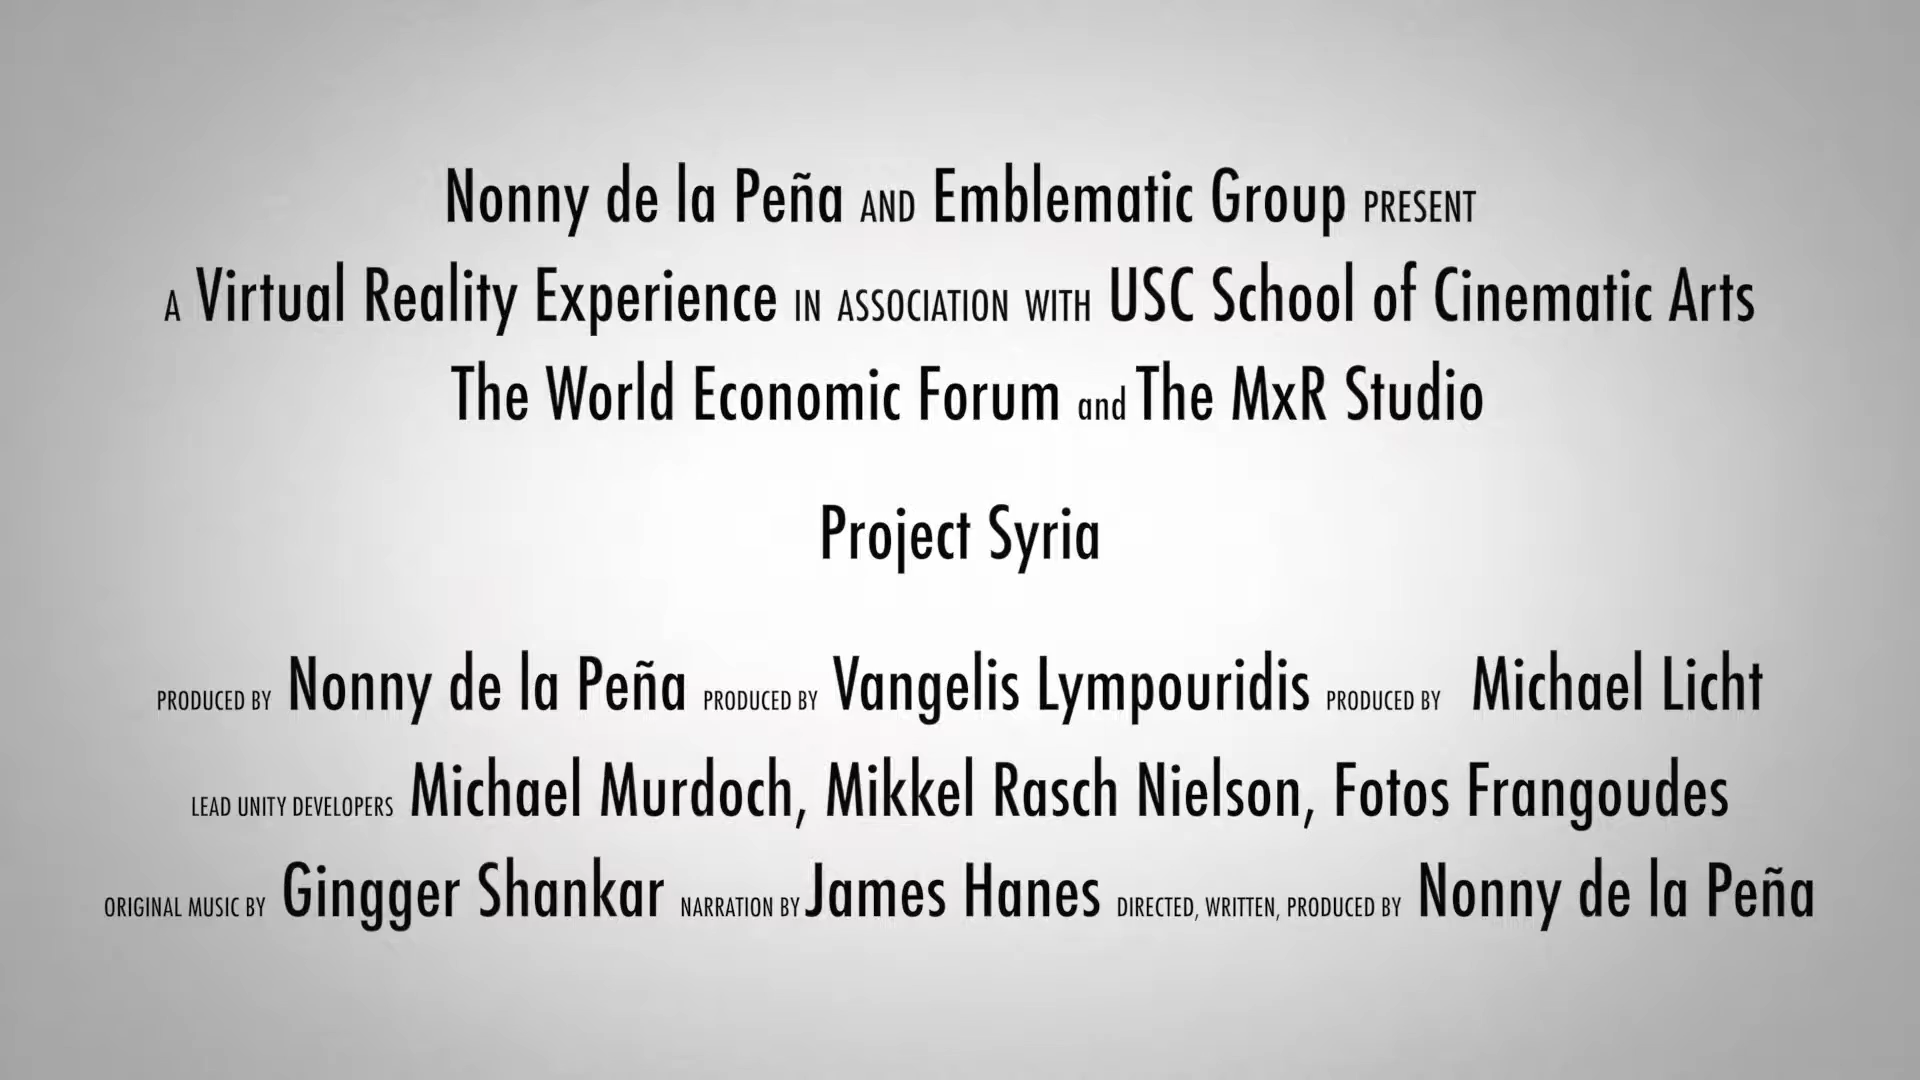 Nonny de la Peña AND Emblematic Group PRESENT
A Virtual Reality Experience IN ASSOCIATION WITH USC School of Cinematic Arts
The World Economic Forum and The MxR Studio
Project Syria
PRODUCED BY Nonny de la Peña PRODUCED BY Vangelis Lympouridis PRODUCED BY Michael Licht
LEAD UNITY DEVELOPERS Michael Murdoch, Mikkel Rasch Nielson, Fotos Frangoudes
ORIGINAL MUSIC BY Gingger Shankar NARRATION BY James Hanes DIRECTED, WRITTEN, PRODUCED BY Nonny de la Peña